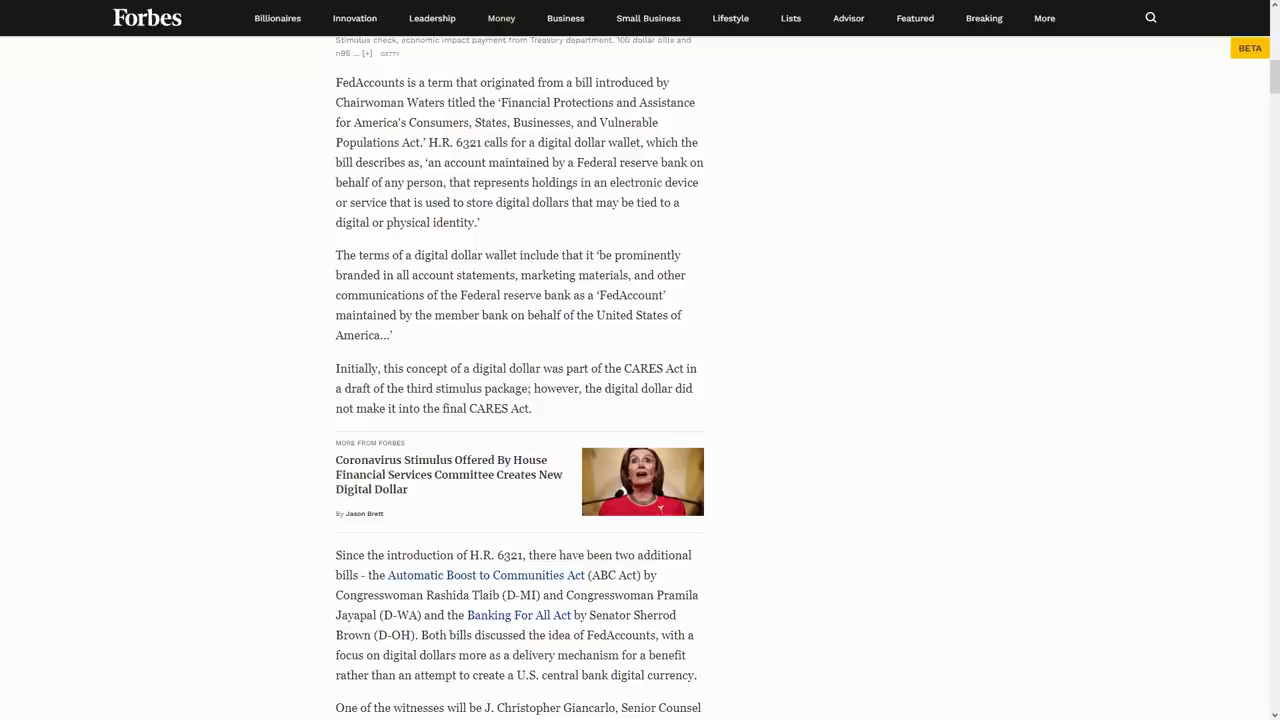 Forbes
Billionaires Innovation Leadership Money Business Small Business Lifestyle Lists Advisor Featured Breaking More
BETA
Stimulus check, economic impact payment from Treasury department. 100 dollar bills and
n95 ... [+] GETTY
FedAccounts is a term that originated from a bill introduced by
Chairwoman Waters titled the ‘Financial Protections and Assistance
for America's Consumers, States, Businesses, and Vulnerable
Populations Act.’ H.R. 6321 calls for a digital dollar wallet, which the
bill describes as, ‘an account maintained by a Federal reserve bank on
behalf of any person, that represents holdings in an electronic device
or service that is used to store digital dollars that may be tied to a
digital or physical identity.’
The terms of a digital dollar wallet include that it ‘be prominently
branded in all account statements, marketing materials, and other
communications of the Federal reserve bank as a ‘FedAccount’
maintained by the member bank on behalf of the United States of
America...’
Initially, this concept of a digital dollar was part of the CARES Act in
a draft of the third stimulus package; however, the digital dollar did
not make it into the final CARES Act.
MORE FROM FORBES
Coronavirus Stimulus Offered By House
Financial Services Committee Creates New
Digital Dollar
By Jason Brett
Since the introduction of H.R. 6321, there have been two additional
bills - the Automatic Boost to Communities Act (ABC Act) by
Congresswoman Rashida Tlaib (D-MI) and Congresswoman Pramila
Jayapal (D-WA) and the Banking For All Act by Senator Sherrod
Brown (D-OH). Both bills discussed the idea of FedAccounts, with a
focus on digital dollars more as a delivery mechanism for a benefit
rather than an attempt to create a U.S. central bank digital currency.
One of the witnesses will be J. Christopher Giancarlo, Senior Counsel